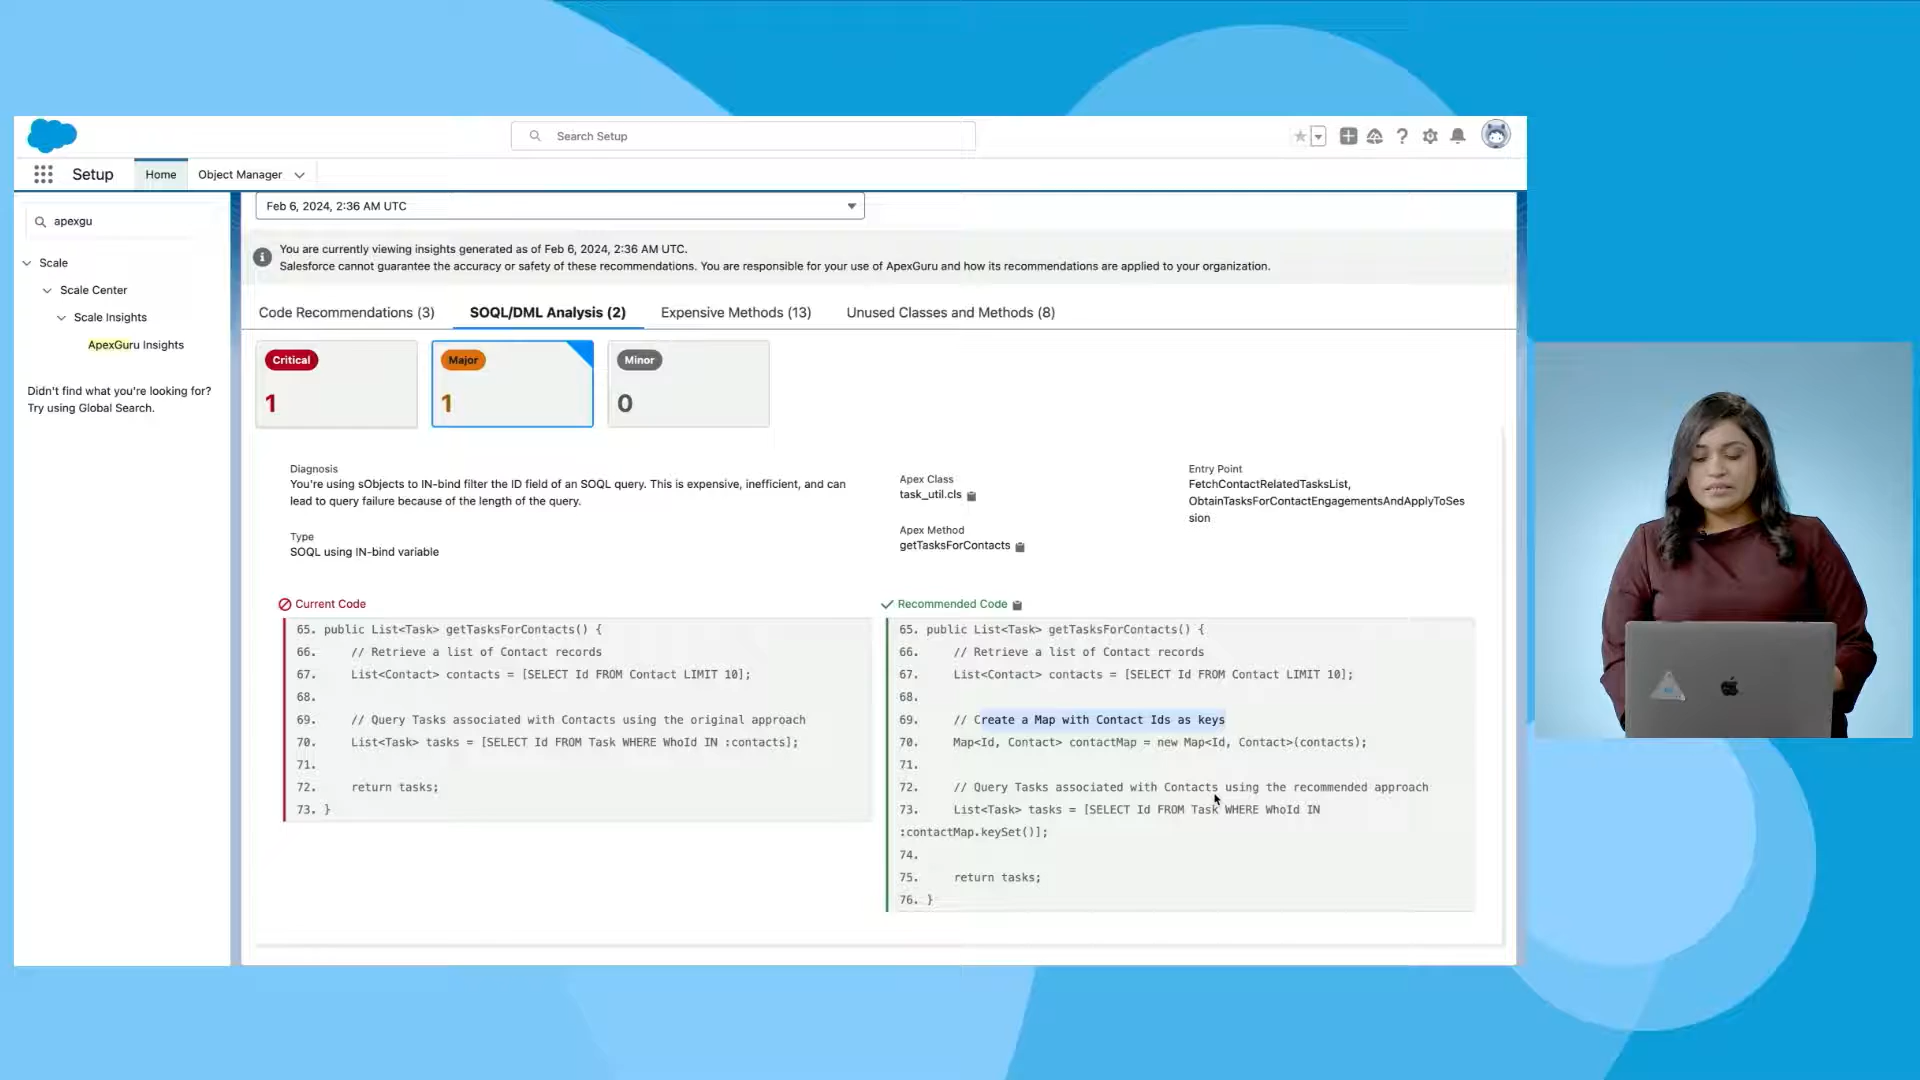 Search Setup
Setup
Home
Object Manager
apexgu
Scale
Scale Center
Scale Insights
ApexGuru Insights
Didn't find what you're looking for?
Try using Global Search.
Feb 6, 2024, 2:36 AM UTC
You are currently viewing insights generated as of Feb 6, 2024, 2:36 AM UTC.
Salesforce cannot guarantee the accuracy or safety of these recommendations. You are responsible for your use of ApexGuru and how its recommendations are applied to your organization.
Code Recommendations (3)
SOQL/DML Analysis (2)
Expensive Methods (13)
Unused Classes and Methods (8)
Critical
1
Major
1
Minor
0
Diagnosis
You're using sObjects to IN-bind filter the ID field of an SOQL query. This is expensive, inefficient, and can
lead to query failure because of the length of the query.
Type
SOQL using IN-bind variable
Apex Class
task_util.cls
Apex Method
getTasksForContacts
Entry Point
FetchContactRelatedTasksList,
ObtainTasksForContactEngagementsAndApplyToSes
sion
Current Code
65. public List<Task> getTasksForContacts() {
66. // Retrieve a list of Contact records
67. List<Contact> contacts = [SELECT Id FROM Contact LIMIT 10];
68.
69. // Query Tasks associated with Contacts using the original approach
70. List<Task> tasks = [SELECT Id FROM Task WHERE WhoId IN :contacts];
71.
72. return tasks;
73. }
Recommended Code
65. public List<Task> getTasksForContacts() {
66. // Retrieve a list of Contact records
67. List<Contact> contacts = [SELECT Id FROM Contact LIMIT 10];
68.
69. // Create a Map with Contact Ids as keys
70. Map<Id, Contact> contactMap = new Map<Id, Contact>(contacts);
71.
72. // Query Tasks associated with Contacts using the recommended approach
73. List<Task> tasks = [SELECT Id FROM Task WHERE WhoId IN
:contactMap.keySet()];
74.
75. return tasks;
76. }